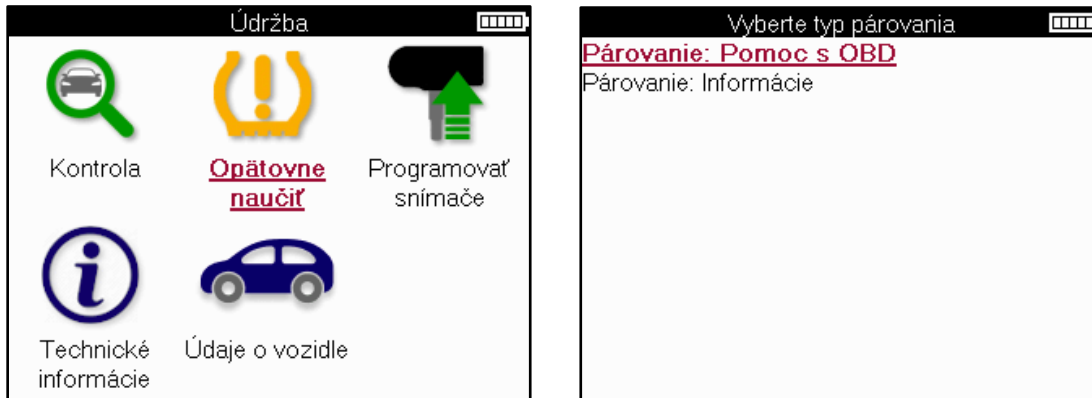 Údržba
Kontrola
Opätovne
naučiť
Programovať
snímače
Technické
informácie
Údaje o vozidle
Vyberte typ párovania
Párovanie: Pomoc s OBD
Párovanie: Informácie